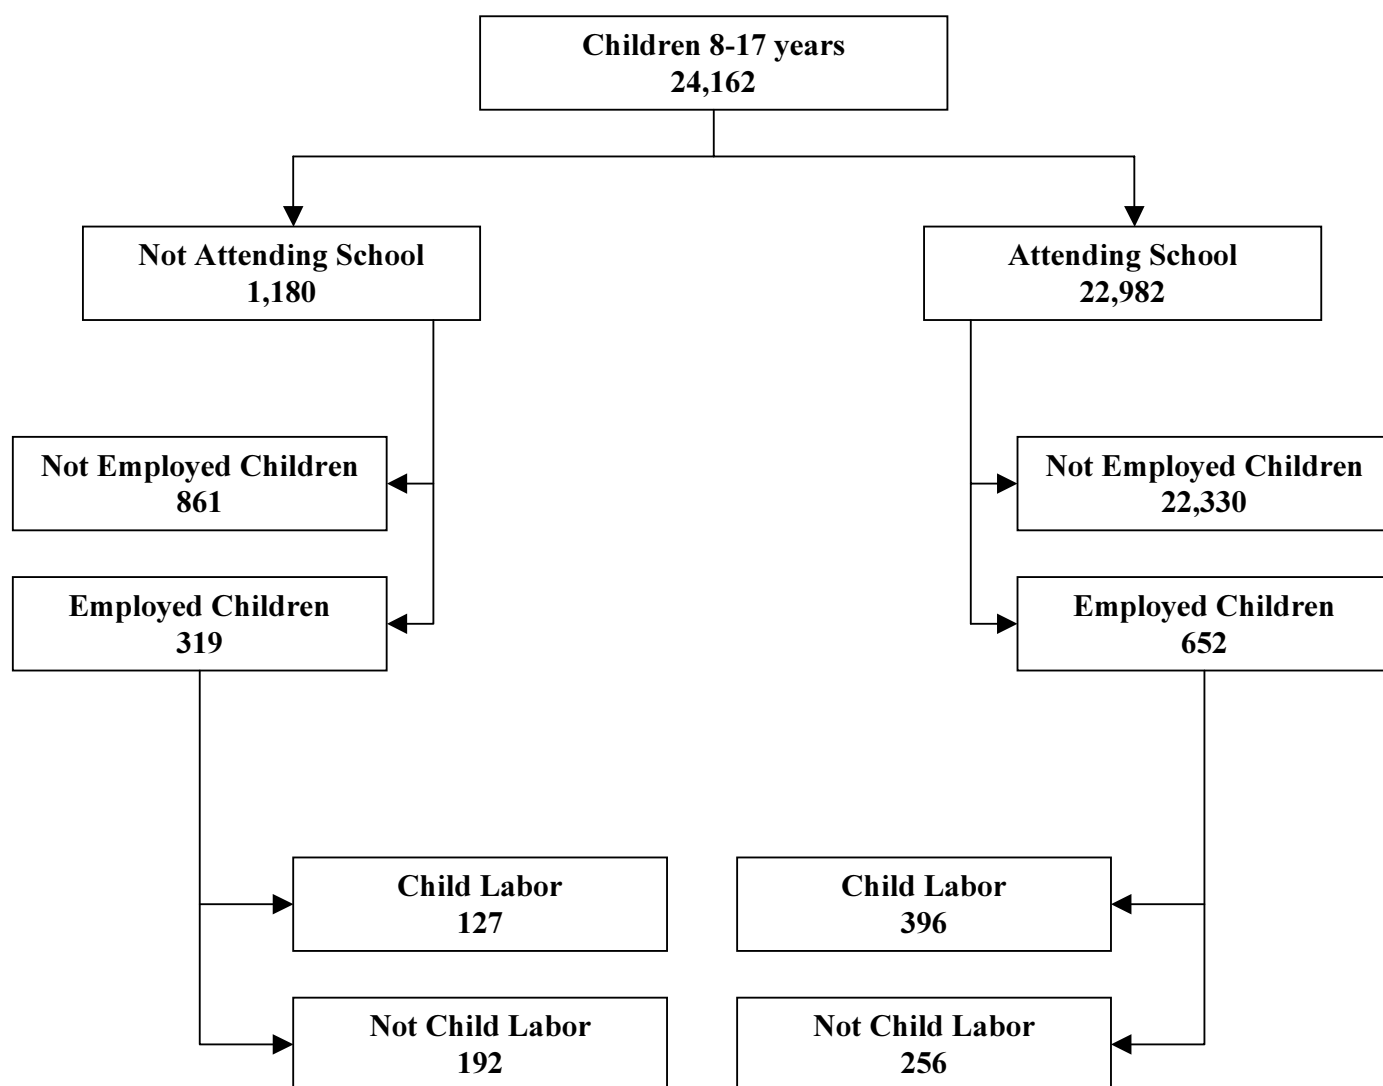 Children 8-17 years
24,162
Not Attending School
1,180
Attending School
22,982
Not Employed Children
861
Not Employed Children
22,330
Employed Children
319
Employed Children
652
Child Labor
127
Child Labor
396
Not Child Labor
192
Not Child Labor
256